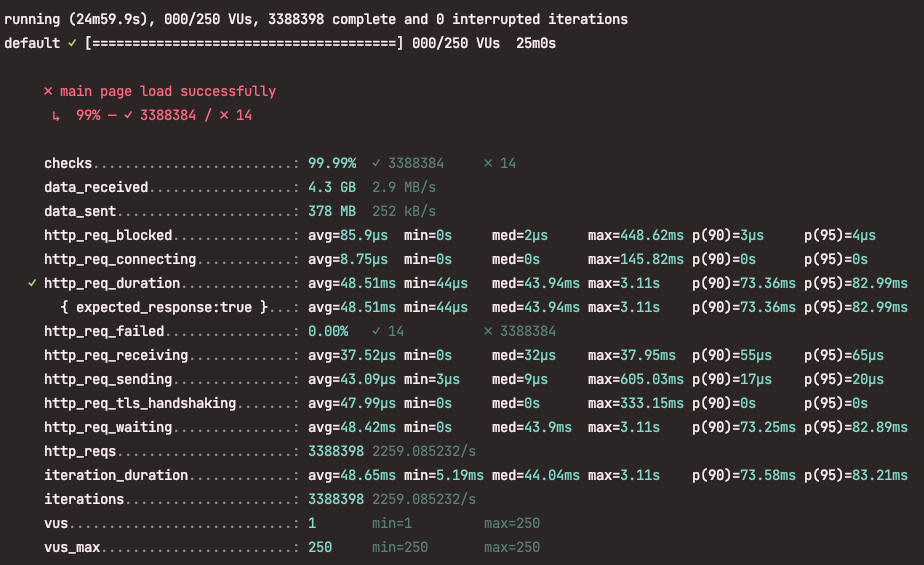 running (24m59.9s), 000/250 VUs, 3388398 complete and 0 interrupted iterations
default ✓ [======================================] 000/250 VUs  25m0s

     ✗ main page load successfully
      ↳  99% — ✓ 3388384 / ✗ 14

     checks.........................: 99.99%  ✓ 3388384     ✗ 14
     data_received..................: 4.3 GB  2.9 MB/s
     data_sent......................: 378 MB  252 kB/s
     http_req_blocked...............: avg=85.9µs  min=0s     med=2µs     max=448.62ms p(90)=3µs     p(95)=4µs
     http_req_connecting............: avg=8.75µs  min=0s     med=0s      max=145.82ms p(90)=0s      p(95)=0s
   ✓ http_req_duration..............: avg=48.51ms min=44µs   med=43.94ms max=3.11s    p(90)=73.36ms p(95)=82.99ms
       { expected_response:true }...: avg=48.51ms min=44µs   med=43.94ms max=3.11s    p(90)=73.36ms p(95)=82.99ms
     http_req_failed................: 0.00%   ✓ 14          ✗ 3388384
     http_req_receiving.............: avg=37.52µs min=0s     med=32µs    max=37.95ms  p(90)=55µs    p(95)=65µs
     http_req_sending...............: avg=43.09µs min=3µs    med=9µs     max=605.03ms p(90)=17µs    p(95)=20µs
     http_req_tls_handshaking.......: avg=47.99µs min=0s     med=0s      max=333.15ms p(90)=0s      p(95)=0s
     http_req_waiting...............: avg=48.42ms min=0s     med=43.9ms  max=3.11s    p(90)=73.25ms p(95)=82.89ms
     http_reqs......................: 3388398 2259.085232/s
     iteration_duration.............: avg=48.65ms min=5.19ms med=44.04ms max=3.11s    p(90)=73.58ms p(95)=83.21ms
     iterations.....................: 3388398 2259.085232/s
     vus............................: 1       min=1         max=250
     vus_max........................: 250     min=250       max=250